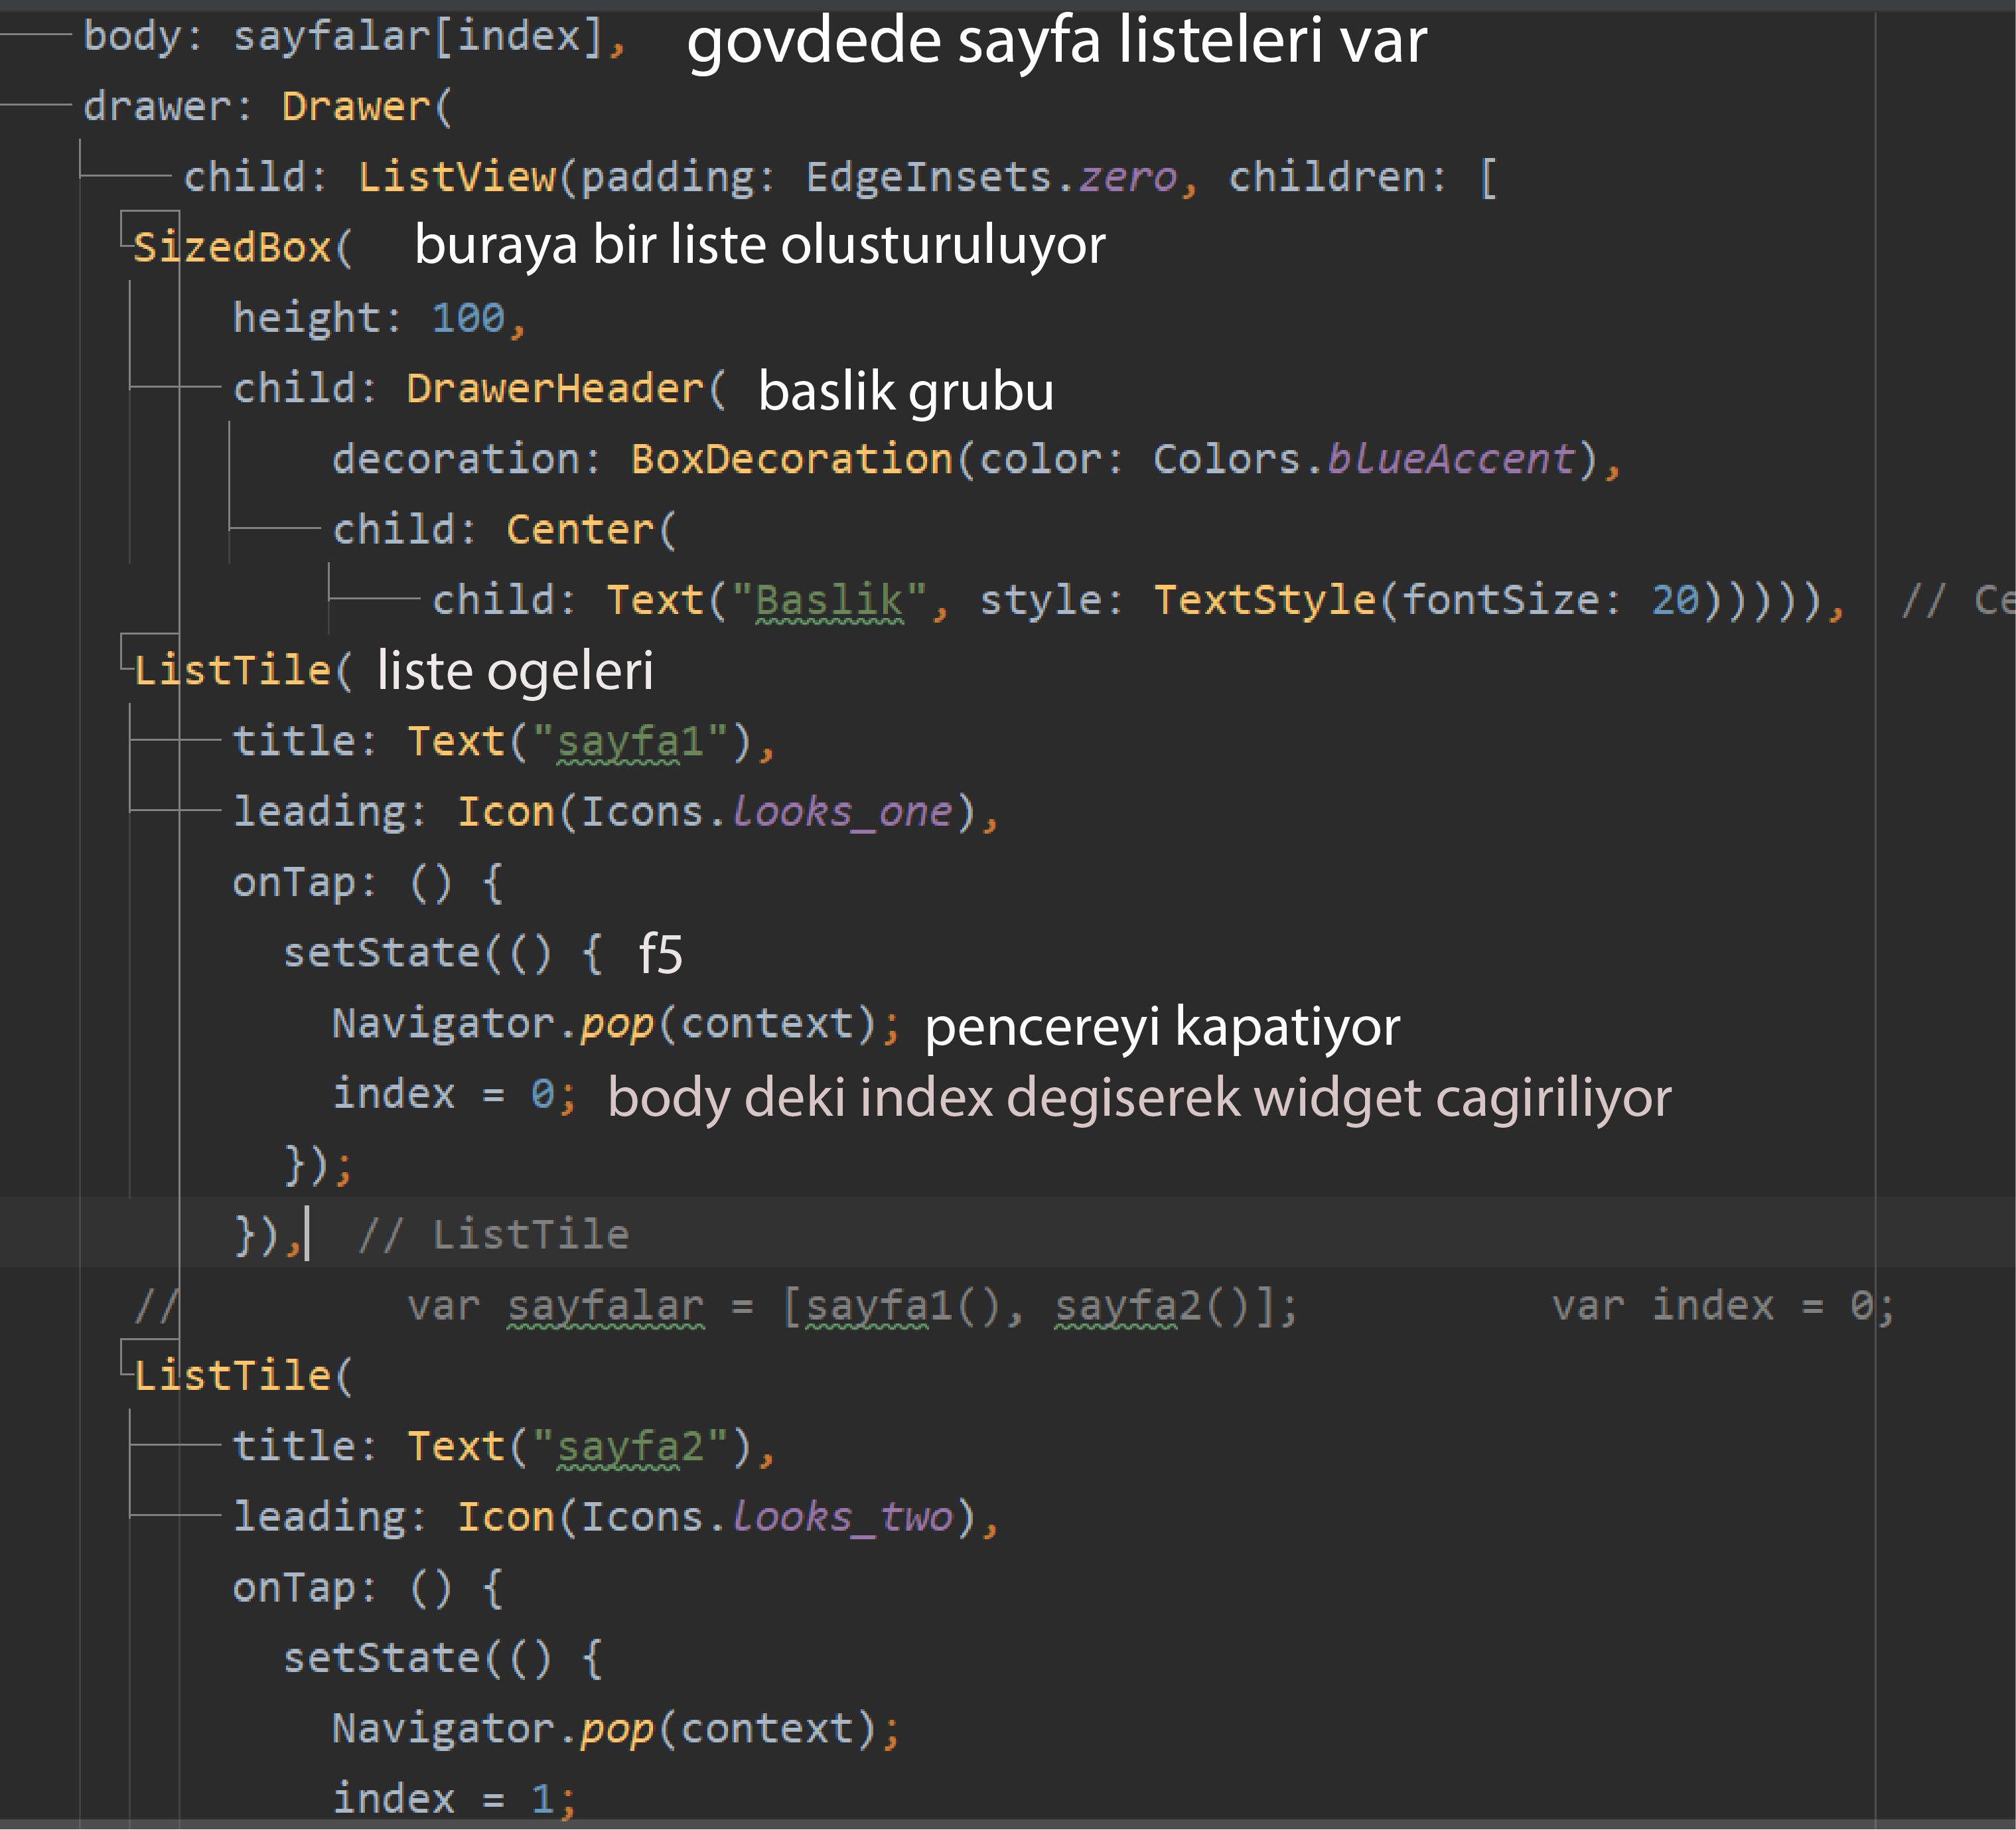 body: sayfalar[index], govdede sayfa listeleri var
drawer: Drawer(
child: ListView(padding: EdgeInsets.zero, children: [
SizedBox( buraya bir liste olusturuluyor
height: 100,
child: DrawerHeader( baslik grubu
decoration: BoxDecoration(color: Colors.blueAccent),
child: Center(
child: Text("Baslik", style: TextStyle(fontSize: 20))))), // Ce
ListTile( liste ogeleri
title: Text("sayfa1"),
leading: Icon(Icons.looks_one),
onTap: () {
setState(() { f5
Navigator.pop(context); pencereyi kapatiyor
index = 0; body deki index degiserek widget cagiriliyor
});
}), // ListTile
// var sayfalar = [sayfa1(), sayfa2()]; var index = 0;
ListTile(
title: Text("sayfa2"),
leading: Icon(Icons.looks_two),
onTap: () {
setState(() {
Navigator.pop(context);
index = 1;